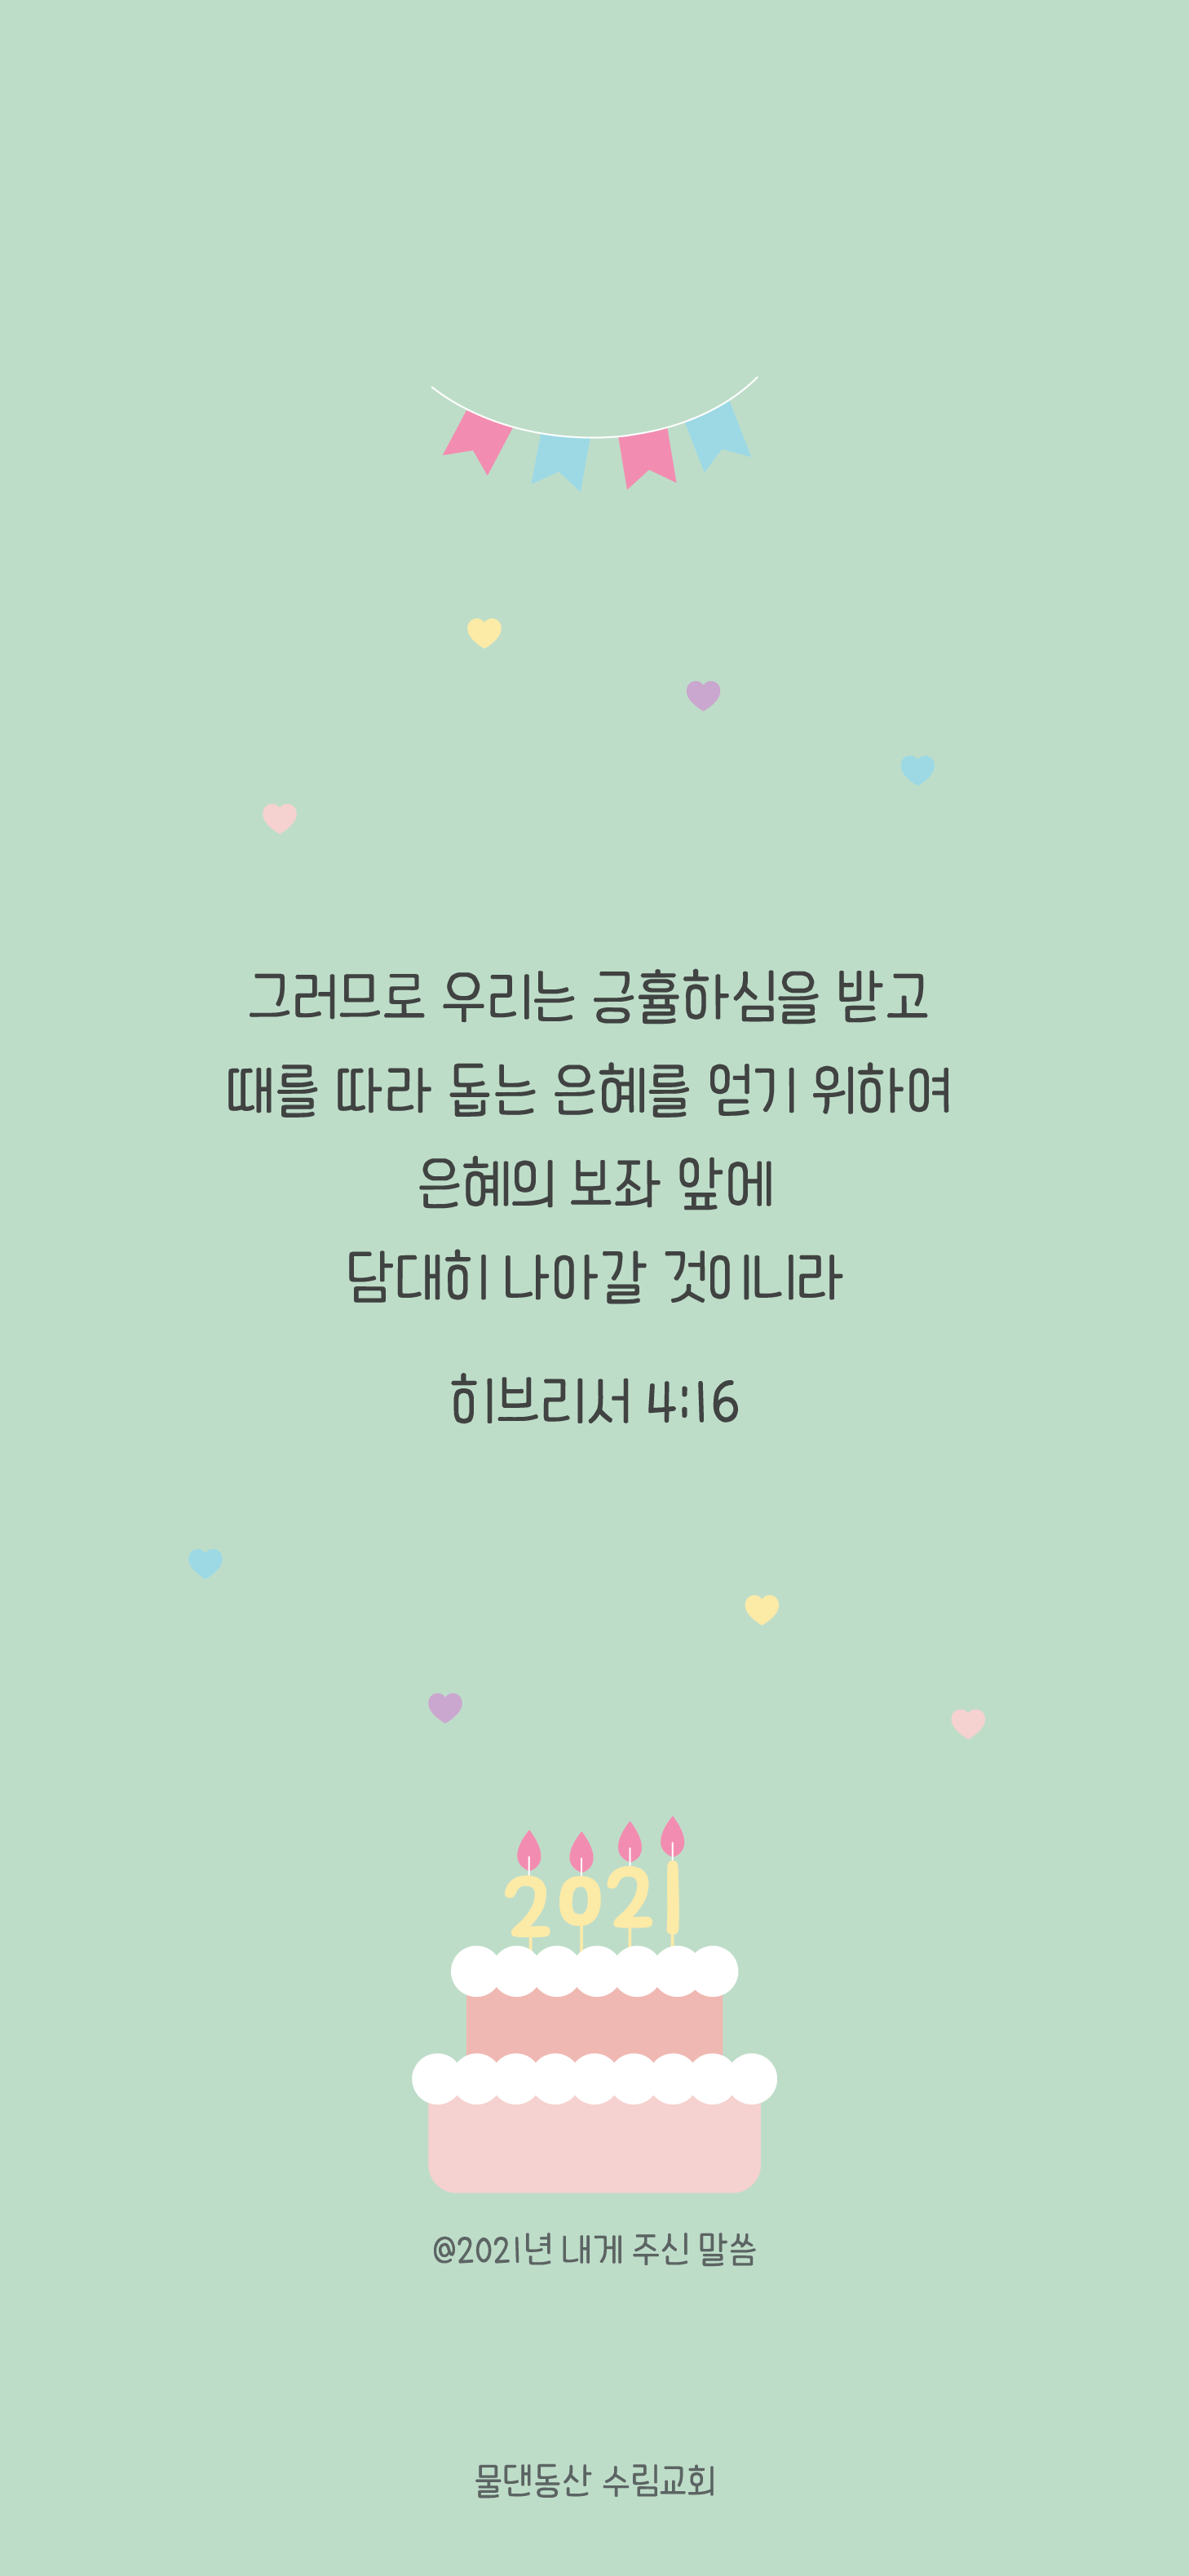 그러므로 우리는 긍휼하심을 받고
때를 따라 돕는 은혜를 얻기 위하여
은혜의 보좌 앞에
담대히 나아갈 것이니라
히브리서 4:16
2021
@2021년 내게 주신 말씀
물댄동산 수림교회